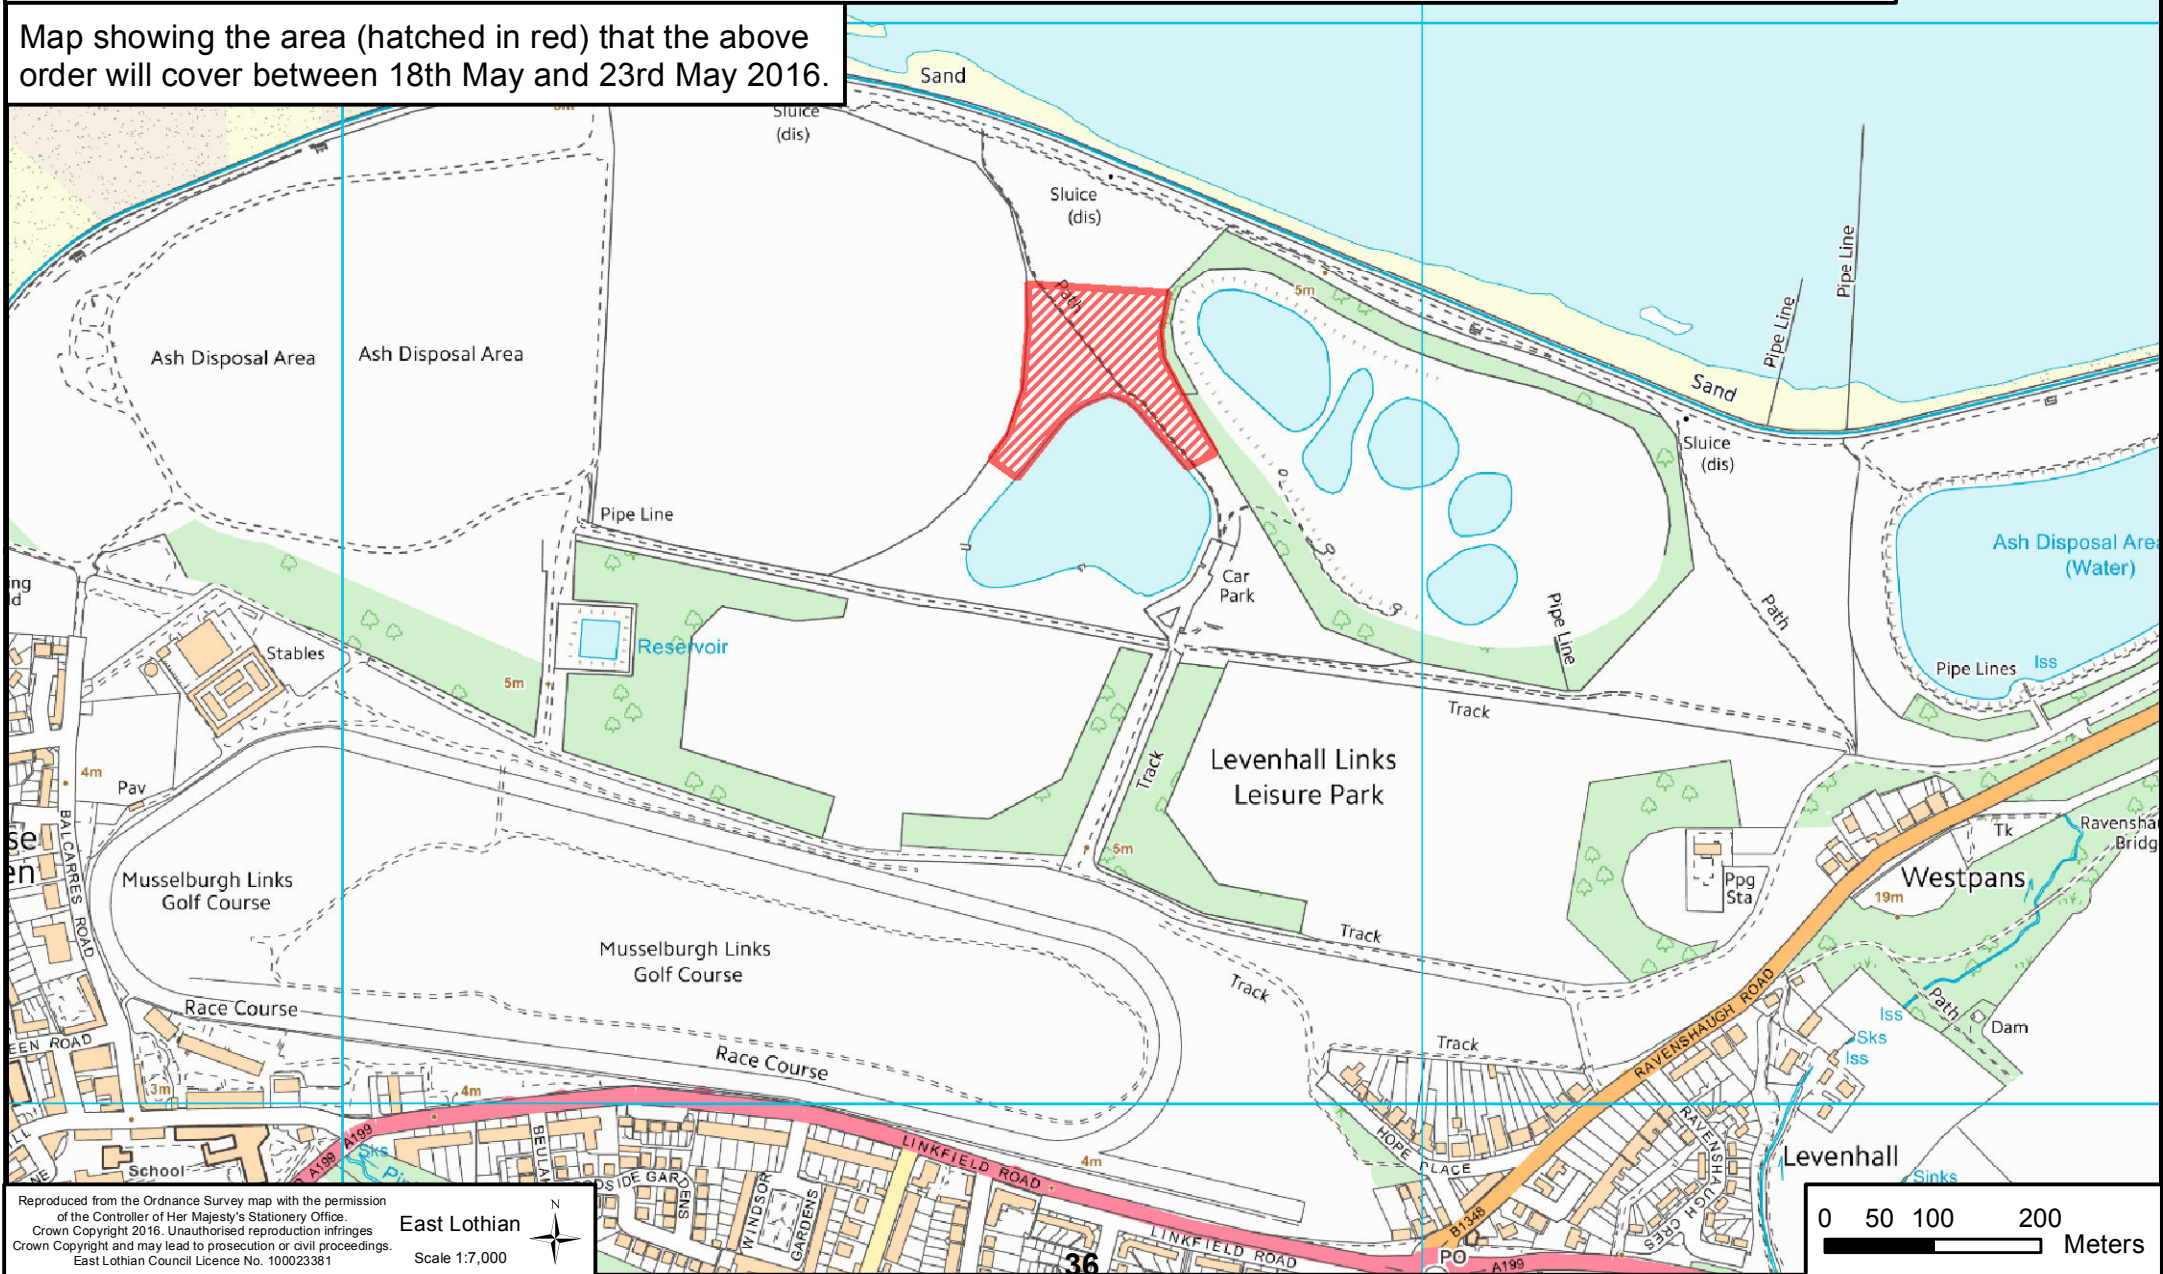 Map showing the area (hatched in red) that the above
order will cover between 18th May and 23rd May 2016.
Sand
Sluice
(dis)
Sluice
(dis)
Path
5m
Pipe Line
Pipe Line
Ash Disposal Area
Ash Disposal Area
Sand
Sluice
(dis)
Pipe Line
Ash Disposal Area
(Water)
Car
Park
Path
Pipe Line
Reservoir
Stables
5m
Pipe Lines
Iss
Track
Levenhall Links
Leisure Park
Track
4m
Pav
5m
Tk
Bridg
BALCARRES ROAD
Musselburgh Links
Golf Course
Ppg
Sta
Westpans
19m
Musselburgh Links
Golf Course
Track
Track
Race Course
RAVENSHAUGH ROAD
Path
Iss
Dam
Sks
Iss
EEN ROAD
Race Course
Track
3m
4m
A199
Sks
School
A199
LINKFIELD ROAD
4m
HOPE PLACE
RAVENSHAUGH CRES
Levenhall
Sinks
DSIDE GARDENS
WINDSOR
GARDENS
LINKFIELD ROAD
B1348
PO
A199
36
Reproduced from the Ordnance Survey map with the permission
of the Controller of Her Majesty's Stationery Office.
Crown Copyright 2016. Unauthorised reproduction infringes
Crown Copyright and may lead to prosecution or civil proceedings.
East Lothian Council Licence No. 100023381
East Lothian
Scale 1:7,000
N
0 50 100 200
Meters